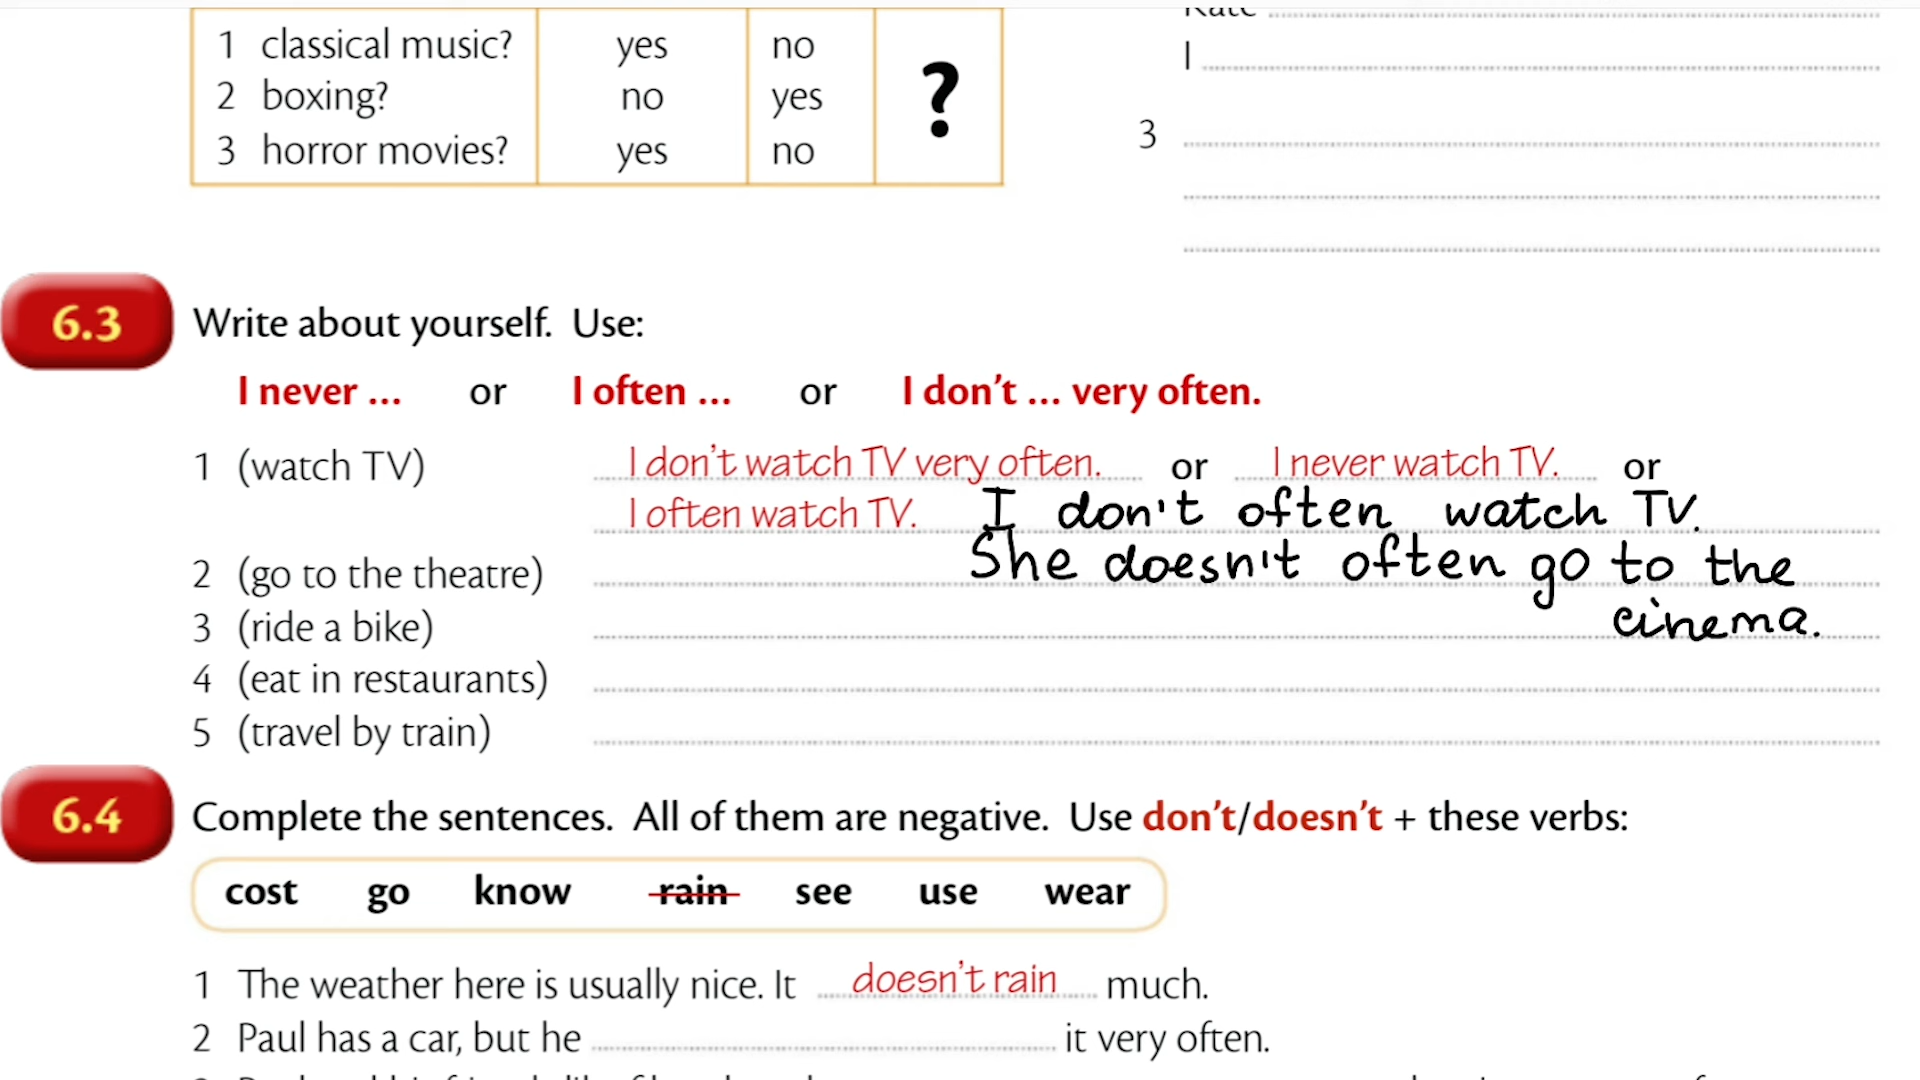 1 classical music? yes no
2 boxing? no yes
3 horror movies? yes no
?
Kate
I
3
6.3 Write about yourself. Use:
I never ... or I often ... or I don't ... very often.
1 (watch TV) I don't watch TV very often. or I never watch TV. or
I often watch TV. I don't often watch TV.
She doesn't often go to the
cinema.
2 (go to the theatre)
3 (ride a bike)
4 (eat in restaurants)
5 (travel by train)
6.4 Complete the sentences. All of them are negative. Use don't/doesn't + these verbs:
cost go know rain see use wear
1 The weather here is usually nice. It doesn't rain much.
2 Paul has a car, but he it very often.